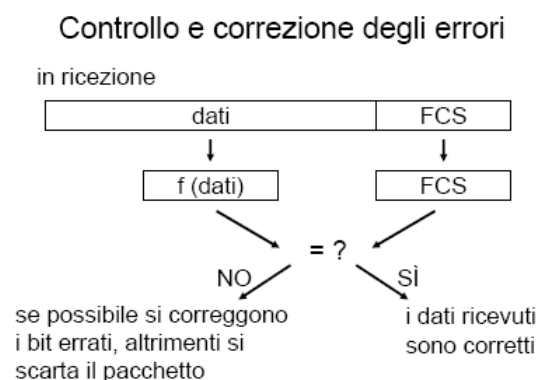 Controllo e correzione degli errori
in ricezione
dati FCS
f (dati) FCS
= ?
NO SÌ
se possibile si correggono
i bit errati, altrimenti si
scarta il pacchetto
i dati ricevuti
sono corretti